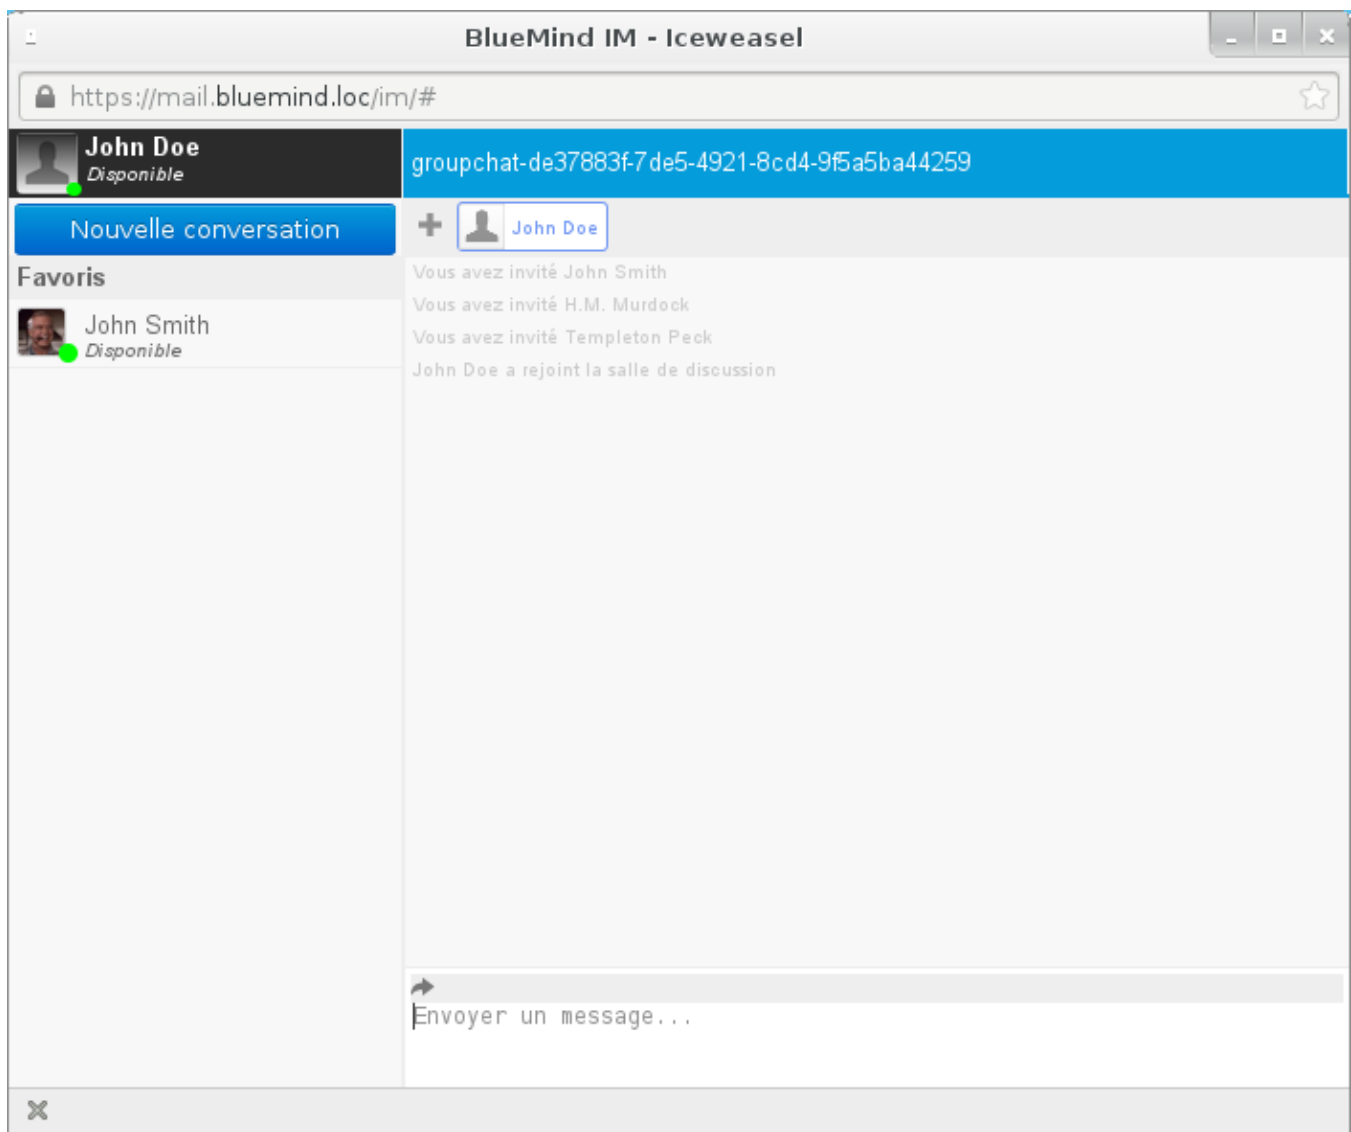 BlueMind IM - Iceweasel
https://mail.bluemind.loc/im/#
John Doe
Disponible
groupchat-de37883f-7de5-4921-8cd4-9f5a5ba44259
Nouvelle conversation
John Doe
Favoris
John Smith
Disponible
Vous avez invité John Smith
Vous avez invité H.M. Murdock
Vous avez invité Templeton Peck
John Doe a rejoint la salle de discussion
Envoyer un message...